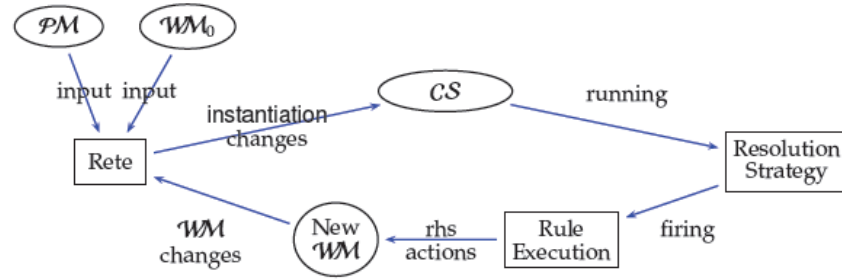 𝒫ℳ
𝒲ℳ₀
input
input
instantiation
changes
𝒞𝒮
running
Rete
Resolution
Strategy
𝒲ℳ
changes
New
𝒲ℳ
rhs
actions
Rule
Execution
firing